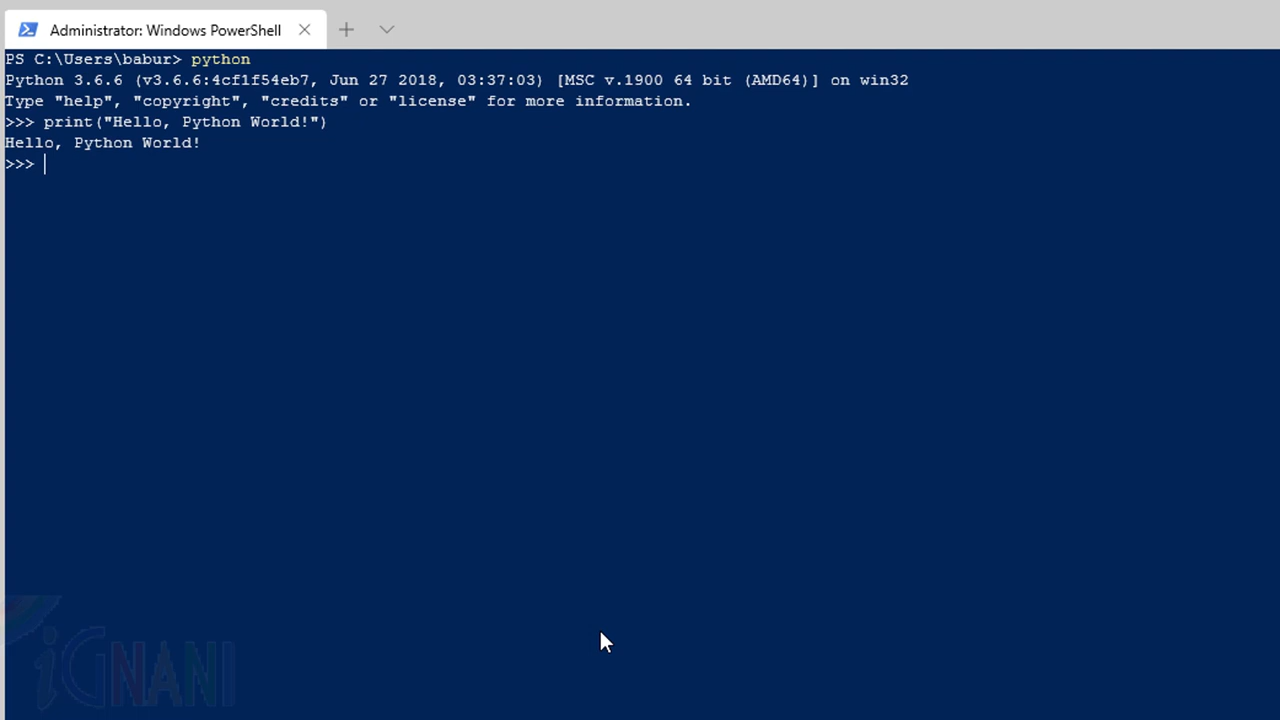 Administrator: Windows PowerShell
PS C:\Users\babur> python
Python 3.6.6 (v3.6.6:4cf1f54eb7, Jun 27 2018, 03:37:03) [MSC v.1900 64 bit (AMD64)] on win32
Type "help", "copyright", "credits" or "license" for more information.
>>> print("Hello, Python World!")
Hello, Python World!
>>>
iGNANI